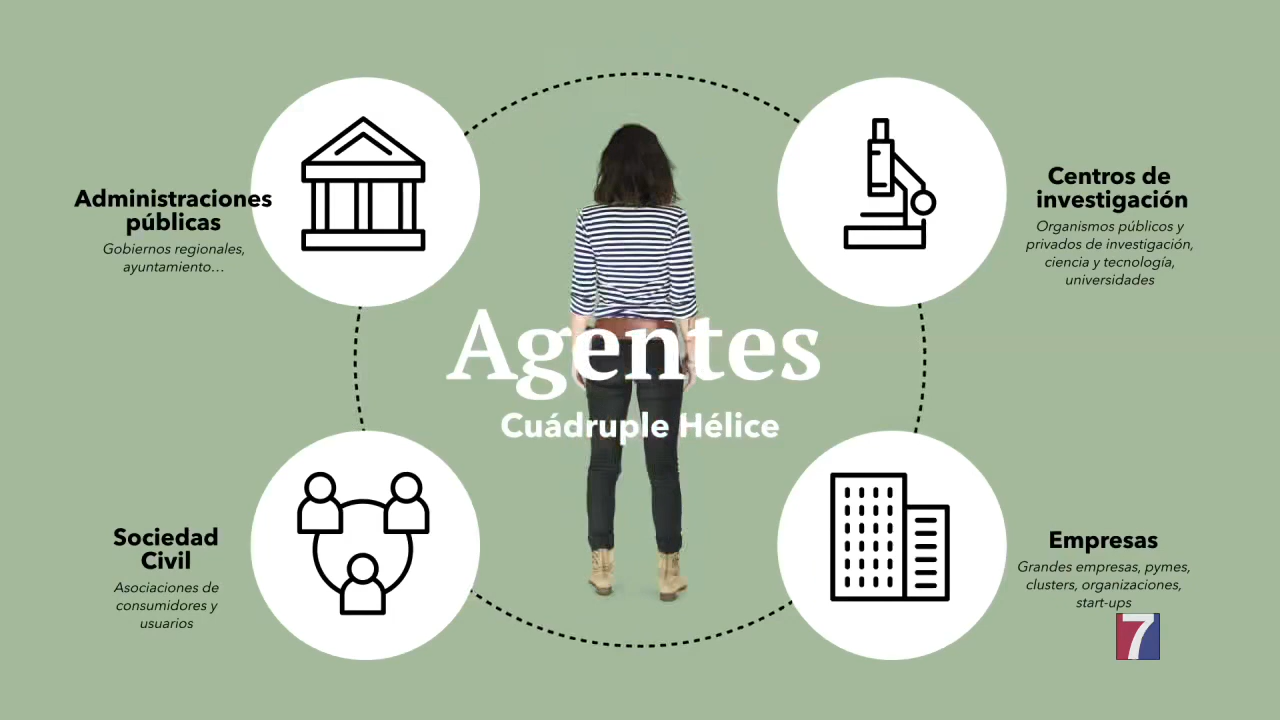 Administraciones
públicas
Gobiernos regionales,
ayuntamiento…
Centros de
investigación
Organismos públicos y
privados de investigación,
ciencia y tecnología,
universidades
Agentes
Cuádruple Hélice
Sociedad
Civil
Asociaciones de
consumidores y
usuarios
Empresas
Grandes empresas, pymes,
clusters, organizaciones,
start-ups
7